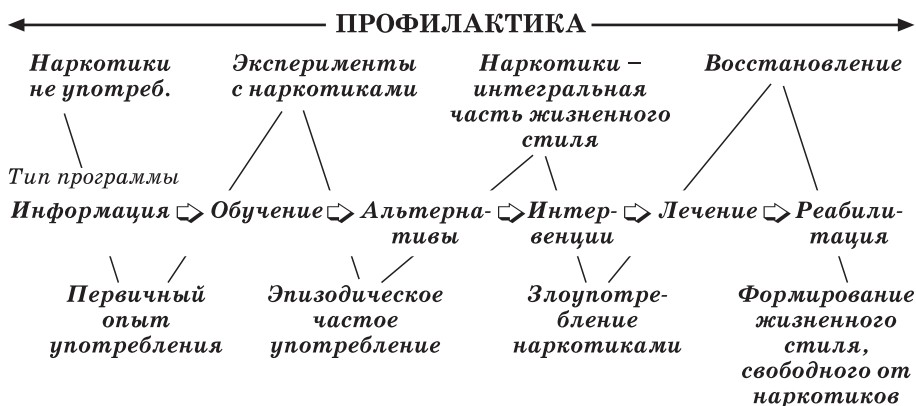 ПРОФИЛАКТИКА
Наркотики
не употреб.
Эксперименты
с наркотиками
Наркотики –
интегральная
часть жизненного
стиля
Восстановление
Тип программы
Информация ⇨ Обучение ⇨ Альтерна- ⇨ Интер- ⇨ Лечение ⇨ Реабили-
тивы
венции
тация
Первичный
опыт
употребления
Эпизодическое
частое
употребление
Злоупотре-
бление
наркотиками
Формирование
жизненного
стиля,
свободного от
наркотиков